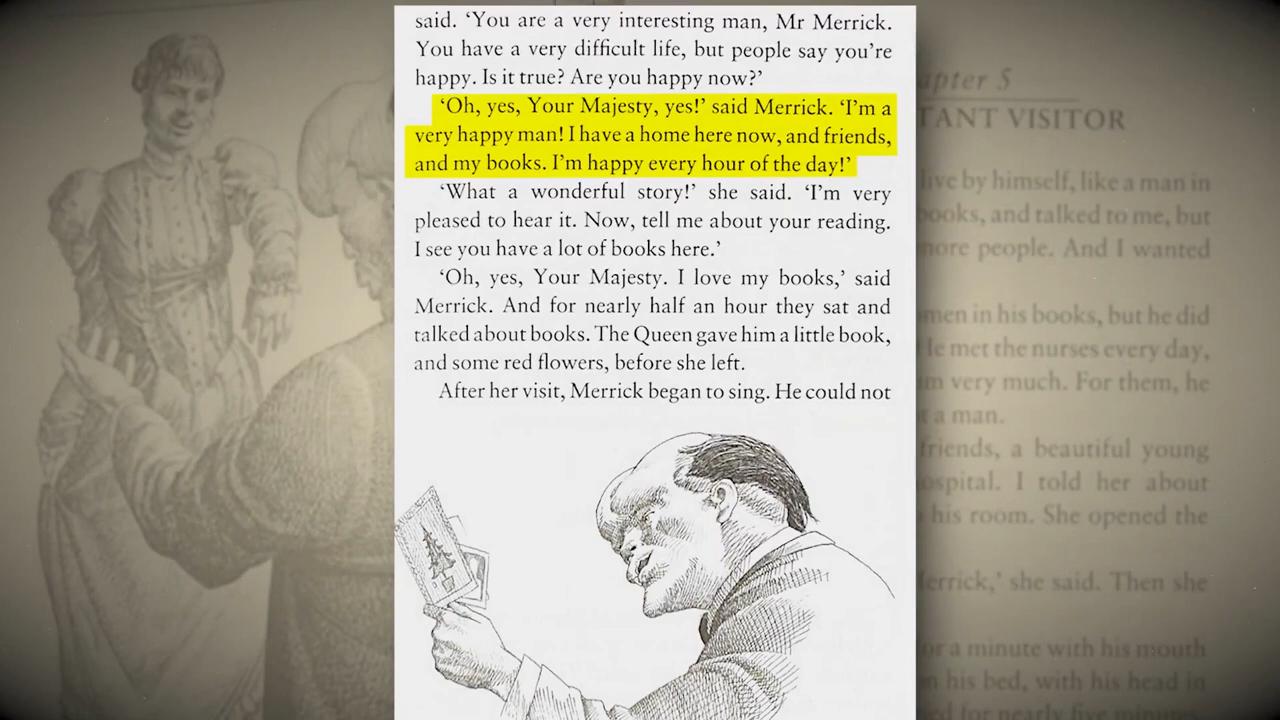 said. ‘You are a very interesting man, Mr Merrick.
You have a very difficult life, but people say you’re
happy. Is it true? Are you happy now?’
‘Oh, yes, Your Majesty, yes!’ said Merrick. ‘I’m a
very happy man! I have a home here now, and friends,
and my books. I’m happy every hour of the day!’
‘What a wonderful story!’ she said. ‘I’m very
pleased to hear it. Now, tell me about your reading.
I see you have a lot of books here.’
‘Oh, yes, Your Majesty. I love my books,’ said
Merrick. And for nearly half an hour they sat and
talked about books. The Queen gave him a little book,
and some red flowers, before she left.
After her visit, Merrick began to sing. He could not
5
VISITOR
live by himself, like a man in
books, and talked to me, but
more people. And I wanted
men in his books, but he did
met the nurses every day,
very much. For them, he
a man.
friends, a beautiful young
I told her about
his room. She opened the
she said. Then she
for a minute with his mouth
his bed, with his head in
for nearly five minutes